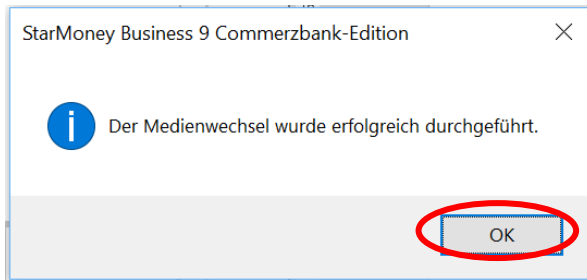 StarMoney Business 9 Commerzbank-Edition
Der Medienwechsel wurde erfolgreich durchgeführt.
OK